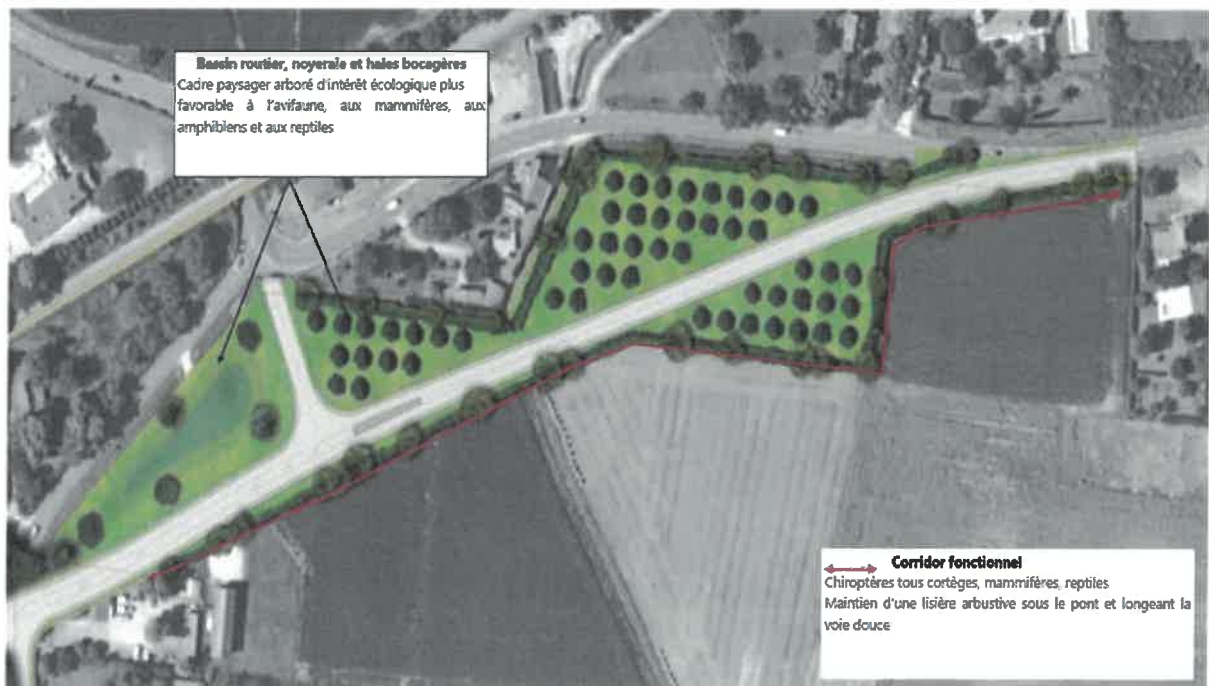 Bassin routier, noyeraie et haies bocagères
Cadre paysager arboré d'intérêt écologique plus
favorable à l'avifaune, aux mammifères, aux
amphibiens et aux reptiles
Corridor fonctionnel
Chiroptères tous cortèges, mammifères, reptiles
Maintien d'une lisière arbustive sous le pont et longeant la
voie douce